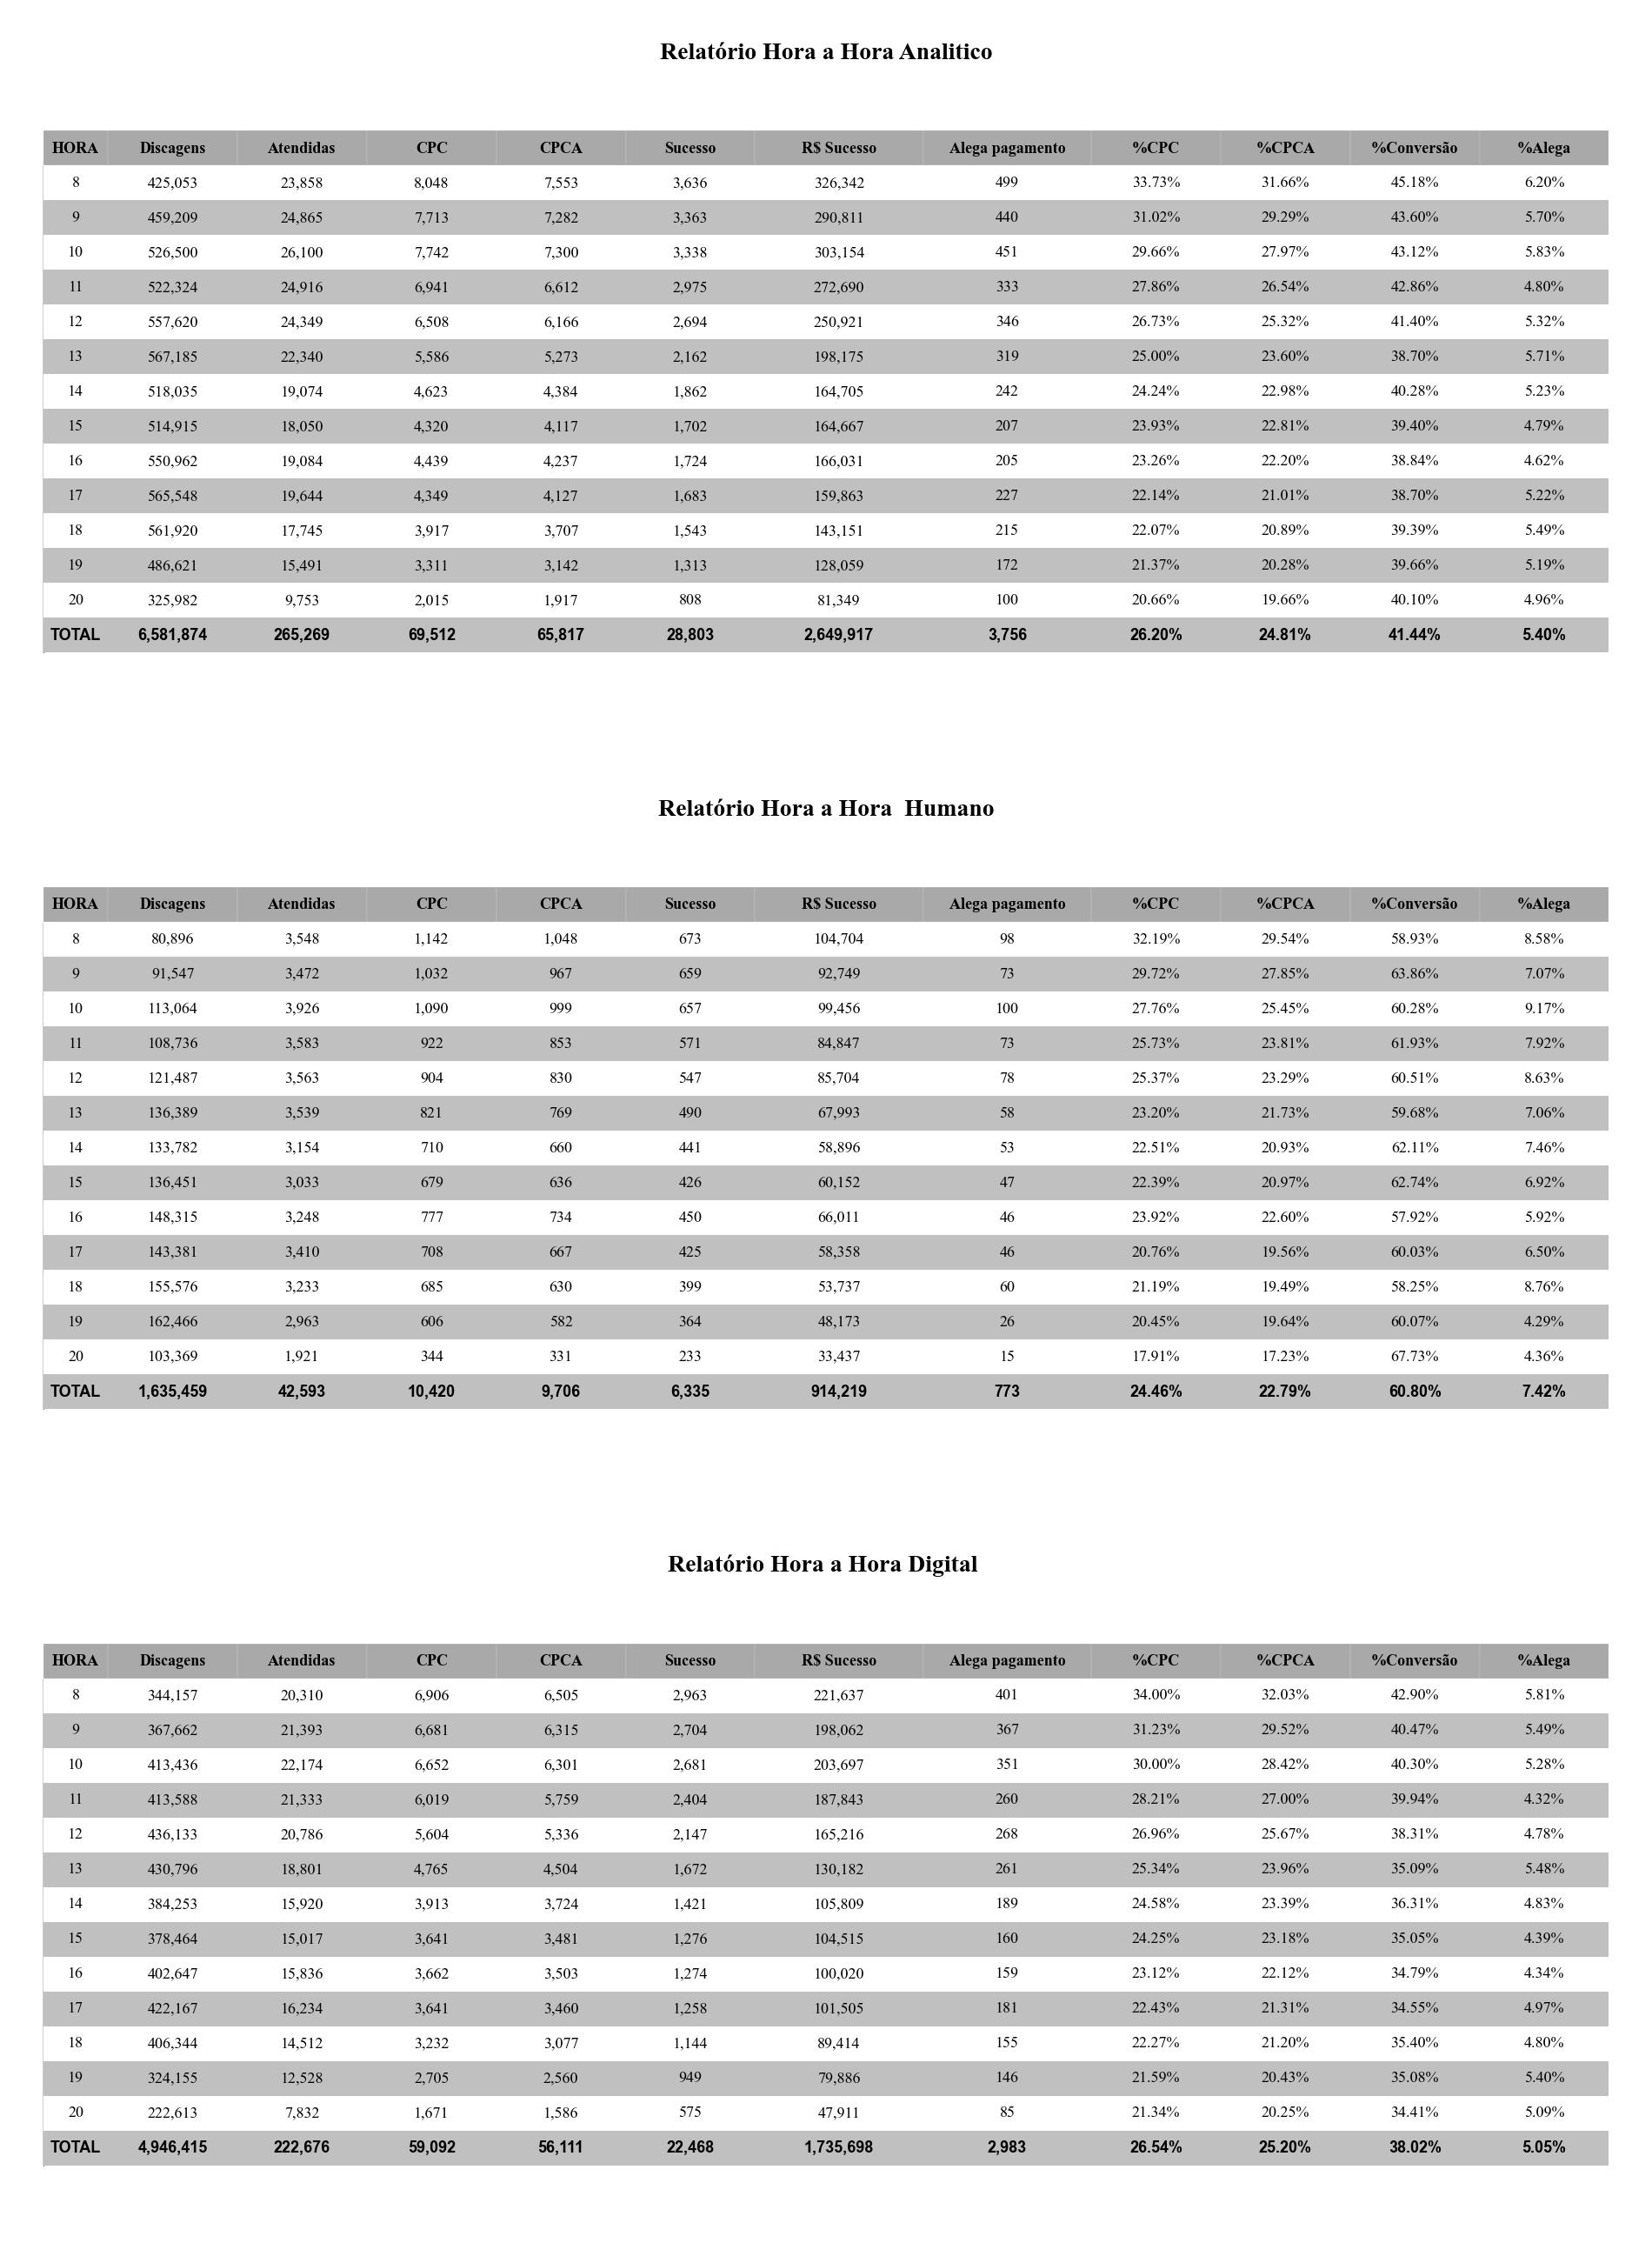 Relatório Hora a Hora Analitico
HORA Discagens Atendidas CPC CPCA Sucesso R$ Sucesso Alega pagamento %CPC %CPCA %Conversão %Alega
8 425,053 23,858 8,048 7,553 3,636 326,342 499 33.73% 31.66% 45.18% 6.20%
9 459,209 24,865 7,713 7,282 3,363 290,811 440 31.02% 29.29% 43.60% 5.70%
10 526,500 26,100 7,742 7,300 3,338 303,154 451 29.66% 27.97% 43.12% 5.83%
11 522,324 24,916 6,941 6,612 2,975 272,690 333 27.86% 26.54% 42.86% 4.80%
12 557,620 24,349 6,508 6,166 2,694 250,921 346 26.73% 25.32% 41.40% 5.32%
13 567,185 22,340 5,586 5,273 2,162 198,175 319 25.00% 23.60% 38.70% 5.71%
14 518,035 19,074 4,623 4,384 1,862 164,705 242 24.24% 22.98% 40.28% 5.23%
15 514,915 18,050 4,320 4,117 1,702 164,667 207 23.93% 22.81% 39.40% 4.79%
16 550,962 19,084 4,439 4,237 1,724 166,031 205 23.26% 22.20% 38.84% 4.62%
17 565,548 19,644 4,349 4,127 1,683 159,863 227 22.14% 21.01% 38.70% 5.22%
18 561,920 17,745 3,917 3,707 1,543 143,151 215 22.07% 20.89% 39.39% 5.49%
19 486,621 15,491 3,311 3,142 1,313 128,059 172 21.37% 20.28% 39.66% 5.19%
20 325,982 9,753 2,015 1,917 808 81,349 100 20.66% 19.66% 40.10% 4.96%
TOTAL 6,581,874 265,269 69,512 65,817 28,803 2,649,917 3,756 26.20% 24.81% 41.44% 5.40%
Relatório Hora a Hora  Humano
HORA Discagens Atendidas CPC CPCA Sucesso R$ Sucesso Alega pagamento %CPC %CPCA %Conversão %Alega
8 80,896 3,548 1,142 1,048 673 104,704 98 32.19% 29.54% 58.93% 8.58%
9 91,547 3,472 1,032 967 659 92,749 73 29.72% 27.85% 63.86% 7.07%
10 113,064 3,926 1,090 999 657 99,456 100 27.76% 25.45% 60.28% 9.17%
11 108,736 3,583 922 853 571 84,847 73 25.73% 23.81% 61.93% 7.92%
12 121,487 3,563 904 830 547 85,704 78 25.37% 23.29% 60.51% 8.63%
13 136,389 3,539 821 769 490 67,993 58 23.20% 21.73% 59.68% 7.06%
14 133,782 3,154 710 660 441 58,896 53 22.51% 20.93% 62.11% 7.46%
15 136,451 3,033 679 636 426 60,152 47 22.39% 20.97% 62.74% 6.92%
16 148,315 3,248 777 734 450 66,011 46 23.92% 22.60% 57.92% 5.92%
17 143,381 3,410 708 667 425 58,358 46 20.76% 19.56% 60.03% 6.50%
18 155,576 3,233 685 630 399 53,737 60 21.19% 19.49% 58.25% 8.76%
19 162,466 2,963 606 582 364 48,173 26 20.45% 19.64% 60.07% 4.29%
20 103,369 1,921 344 331 233 33,437 15 17.91% 17.23% 67.73% 4.36%
TOTAL 1,635,459 42,593 10,420 9,706 6,335 914,219 773 24.46% 22.79% 60.80% 7.42%
Relatório Hora a Hora Digital
HORA Discagens Atendidas CPC CPCA Sucesso R$ Sucesso Alega pagamento %CPC %CPCA %Conversão %Alega
8 344,157 20,310 6,906 6,505 2,963 221,637 401 34.00% 32.03% 42.90% 5.81%
9 367,662 21,393 6,681 6,315 2,704 198,062 367 31.23% 29.52% 40.47% 5.49%
10 413,436 22,174 6,652 6,301 2,681 203,697 351 30.00% 28.42% 40.30% 5.28%
11 413,588 21,333 6,019 5,759 2,404 187,843 260 28.21% 27.00% 39.94% 4.32%
12 436,133 20,786 5,604 5,336 2,147 165,216 268 26.96% 25.67% 38.31% 4.78%
13 430,796 18,801 4,765 4,504 1,672 130,182 261 25.34% 23.96% 35.09% 5.48%
14 384,253 15,920 3,913 3,724 1,421 105,809 189 24.58% 23.39% 36.31% 4.83%
15 378,464 15,017 3,641 3,481 1,276 104,515 160 24.25% 23.18% 35.05% 4.39%
16 402,647 15,836 3,662 3,503 1,274 100,020 159 23.12% 22.12% 34.79% 4.34%
17 422,167 16,234 3,641 3,460 1,258 101,505 181 22.43% 21.31% 34.55% 4.97%
18 406,344 14,512 3,232 3,077 1,144 89,414 155 22.27% 21.20% 35.40% 4.80%
19 324,155 12,528 2,705 2,560 949 79,886 146 21.59% 20.43% 35.08% 5.40%
20 222,613 7,832 1,671 1,586 575 47,911 85 21.34% 20.25% 34.41% 5.09%
TOTAL 4,946,415 222,676 59,092 56,111 22,468 1,735,698 2,983 26.54% 25.20% 38.02% 5.05%